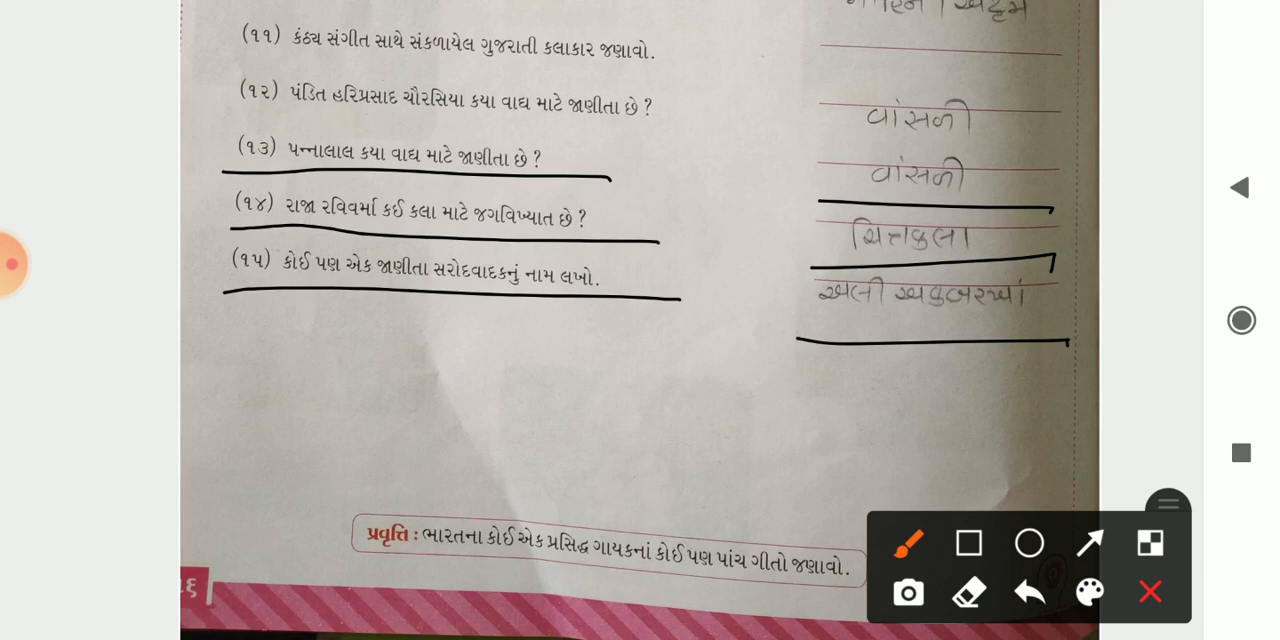 (૧૧) કંઠ્ય સંગીત સાથે સંકળાયેલ ગુજરાતી કલાકાર જણાવો.
(૧૨) પંડિત હરિપ્રસાદ ચૌરસિયા કયા વાદ્ય માટે જાણીતા છે ?
વાંસળી
(૧૩) પન્નાલાલ કયા વાદ્ય માટે જાણીતા છે ?
વાંસળી
(૧૪) રાજા રવિવર્મા કઈ કલા માટે જગવિખ્યાત છે ?
ચિત્તકલા
(૧૫) કોઈ પણ એક જાણીતા સરોદવાદકનું નામ લખો.
અલી અકબરખાં
પ્રવૃત્તિ : ભારતના કોઈ એક પ્રસિદ્ધ ગાયકનાં કોઈ પણ પાંચ ગીતો જણાવો.